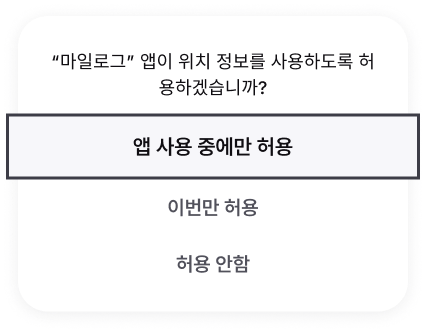 “마일로그” 앱이 위치 정보를 사용하도록 허
용하겠습니까?
앱 사용 중에만 허용
이번만 허용
허용 안함